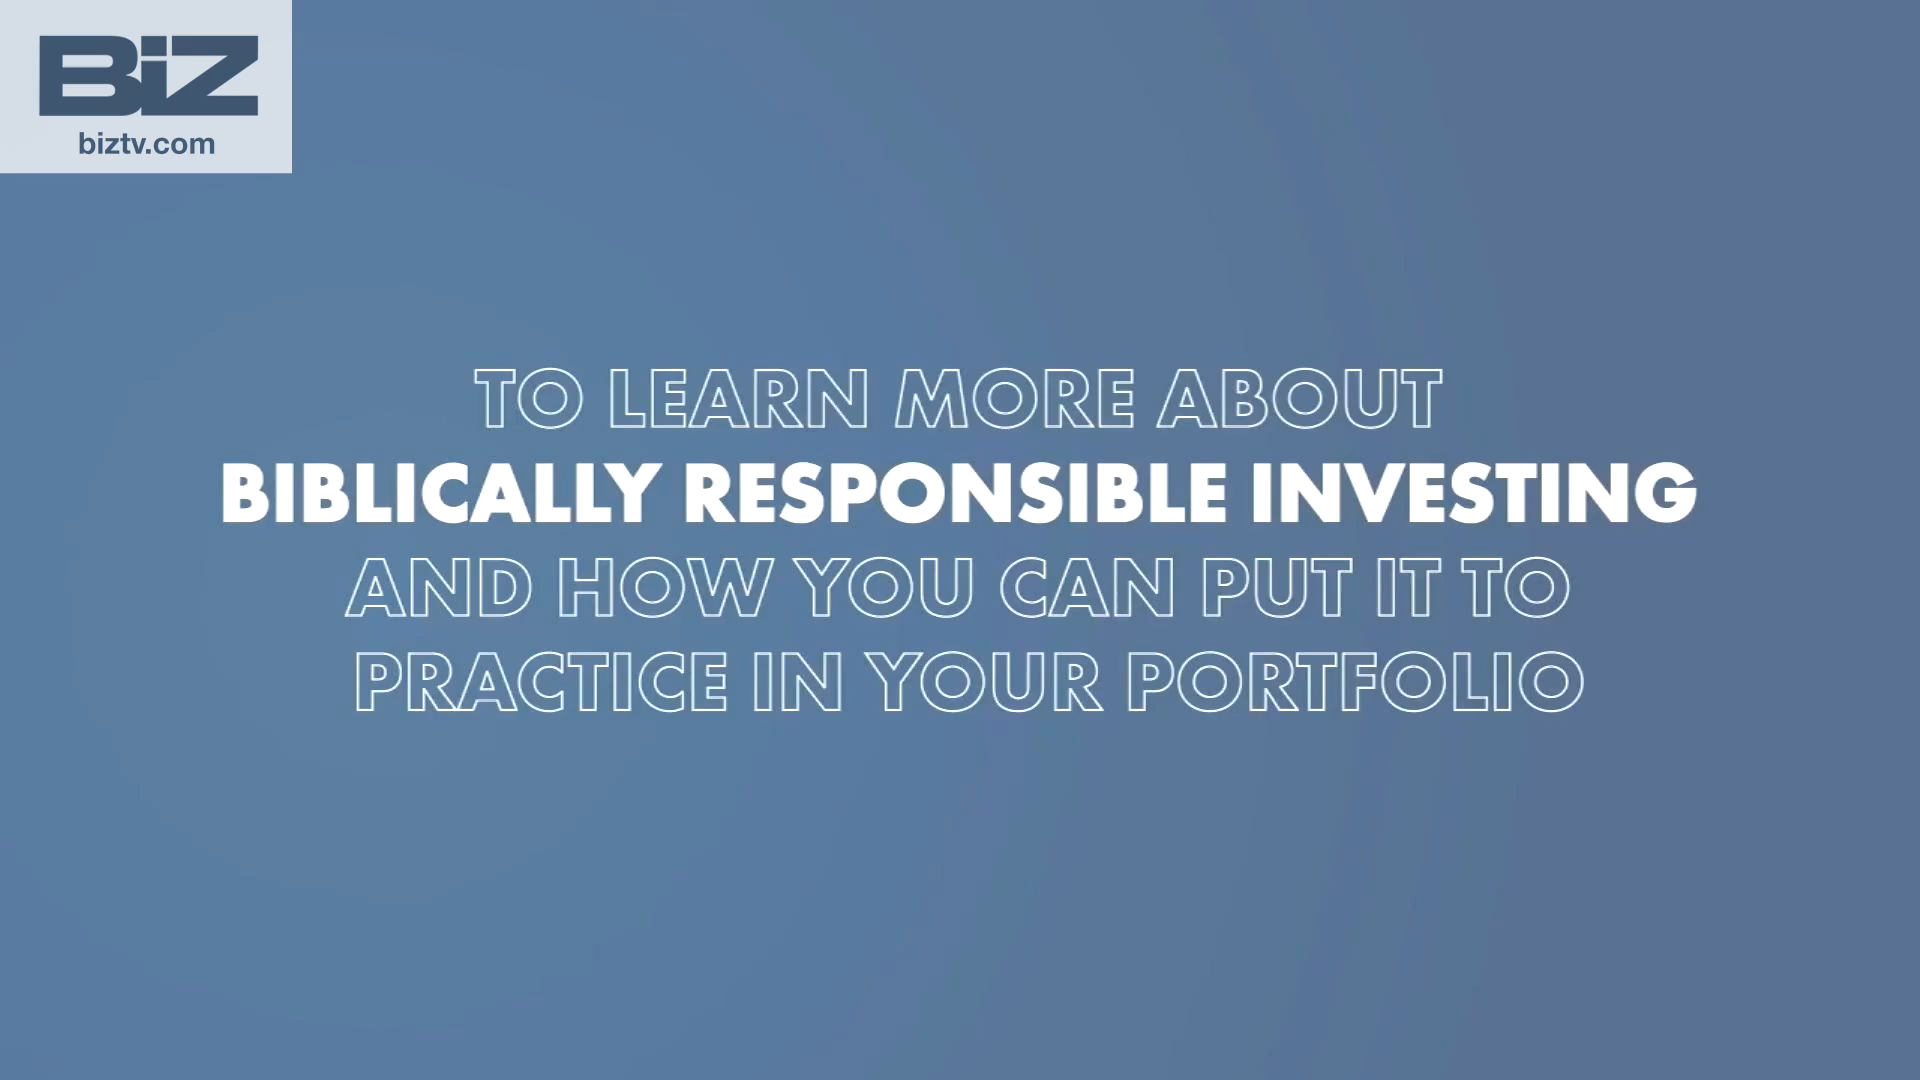 BiZ
biztv.com
TO LEARN MORE ABOUT
BIBLICALLY RESPONSIBLE INVESTING
AND HOW YOU CAN PUT IT TO
PRACTICE IN YOUR PORTFOLIO